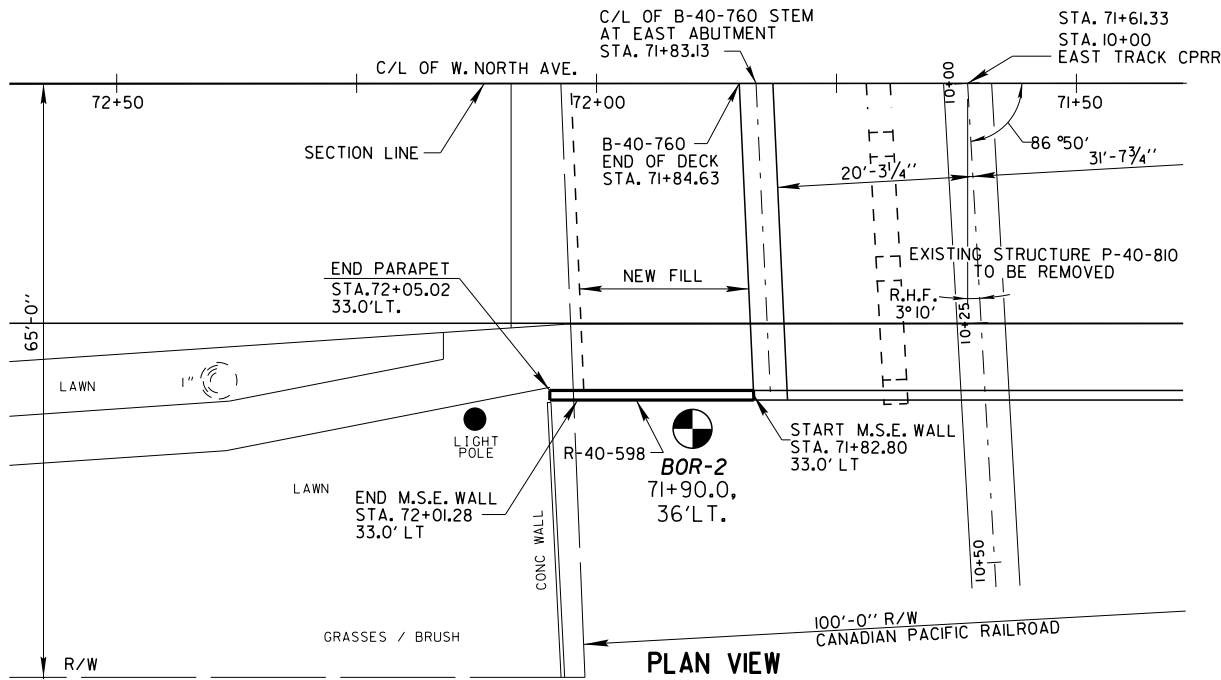 C/L OF B-40-760 STEM
AT EAST ABUTMENT
STA. 71+83.13
STA. 71+61.33
STA. 10+00
EAST TRACK CPRR
C/L OF W. NORTH AVE.
72+50
72+00
10+00
71+50
SECTION LINE
B-40-760
END OF DECK
STA. 71+84.63
86°50'
31'-7¾''
20'-3¼''
EXISTING STRUCTURE P-40-810
TO BE REMOVED
END PARAPET
STA. 72+05.02
33.0' LT.
NEW FILL
R.H.F.
3°10'
10+25
65'-0''
LAWN
1''
LIGHT
POLE
R-40-598
BOR-2
71+90.0,
36' LT.
START M.S.E. WALL
STA. 71+82.80
33.0' LT
LAWN
END M.S.E. WALL
STA. 72+01.28
33.0' LT
CONC WALL
10+50
GRASSES / BRUSH
100'-0'' R/W
CANADIAN PACIFIC RAILROAD
R/W
PLAN VIEW